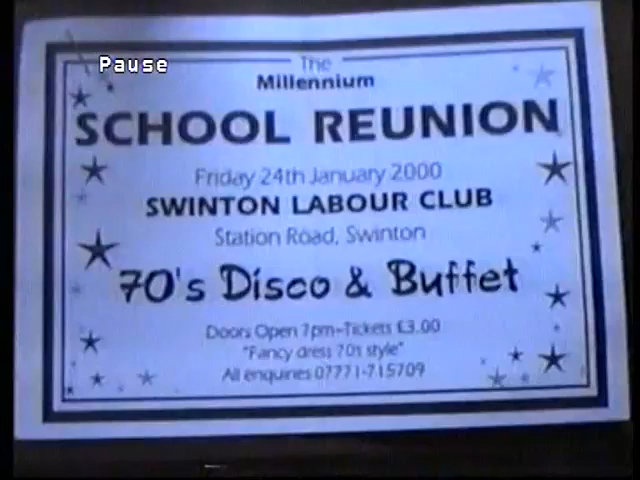 Pause
The
Millennium
SCHOOL REUNION
Friday 24th January 2000
SWINTON LABOUR CLUB
Station Road, Swinton
70's Disco & Buffet
Doors Open 7pm-Tickets £3.00
"Fancy dress 70s style"
All enquiries 07771-715709